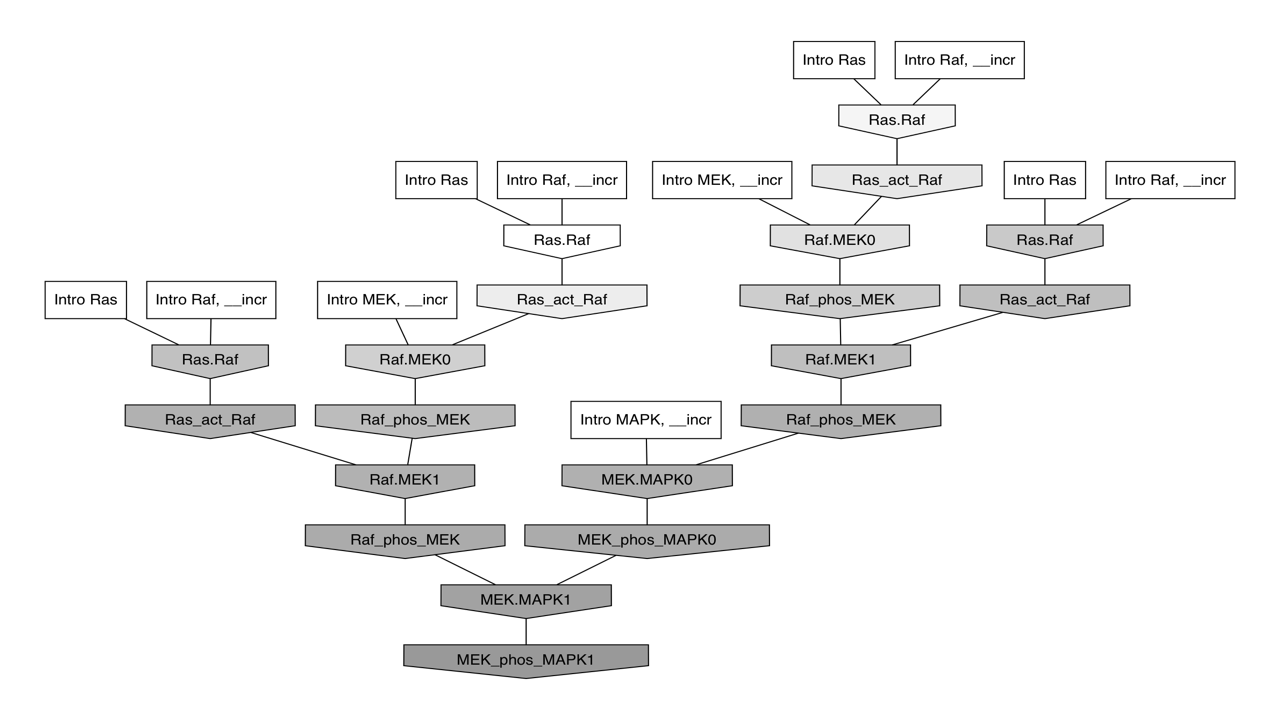 Intro Ras
Intro Raf, __incr
Ras.Raf
Intro Ras
Intro Raf, __incr
Intro MEK, __incr
Ras_act_Raf
Intro Ras
Intro Raf, __incr
Ras.Raf
Raf.MEK0
Ras.Raf
Intro Ras
Intro Raf, __incr
Intro MEK, __incr
Ras_act_Raf
Raf_phos_MEK
Ras_act_Raf
Ras.Raf
Raf.MEK0
Raf.MEK1
Ras_act_Raf
Raf_phos_MEK
Intro MAPK, __incr
Raf_phos_MEK
Raf.MEK1
MEK.MAPK0
Raf_phos_MEK
MEK_phos_MAPK0
MEK.MAPK1
MEK_phos_MAPK1